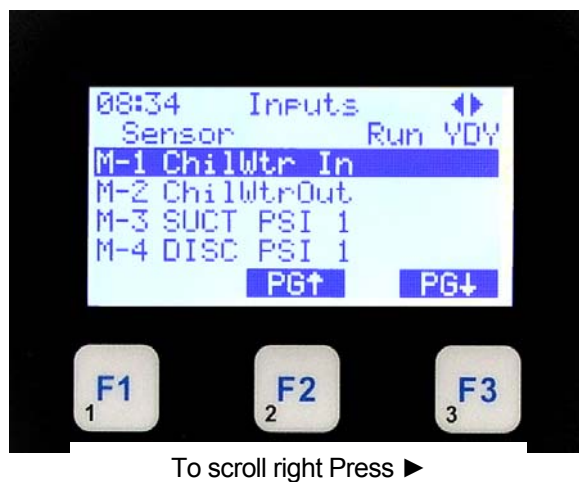 08:34 Inputs ◀▶
Sensor Run YDY
M-1 ChilWtr In
M-2 ChilWtrOut
M-3 SUCT PSI 1
M-4 DISC PSI 1
PG↑ PG↓
F1 F2 F3
1 2 3
To scroll right Press ►